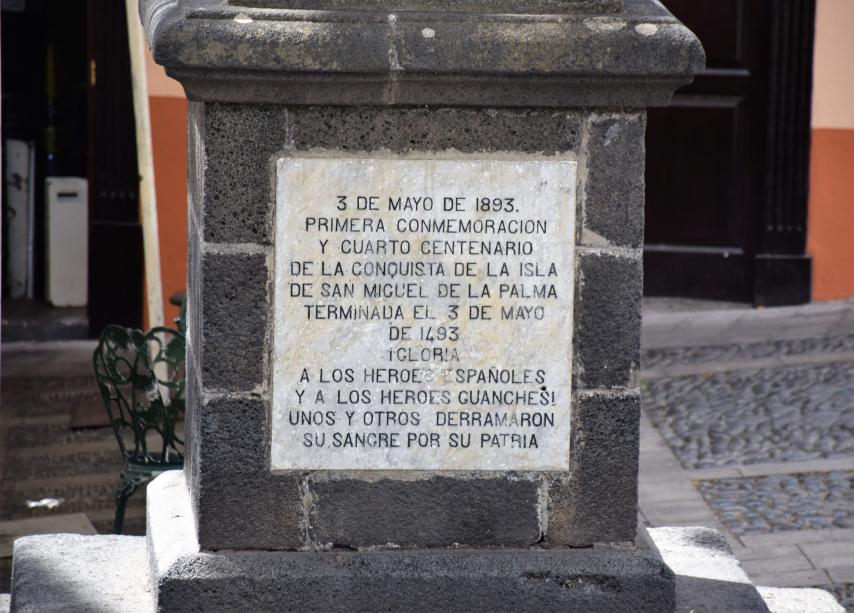 3 DE MAYO DE 1893.
PRIMERA CONMEMORACION
Y CUARTO CENTENARIO
DE LA CONQUISTA DE LA ISLA
DE SAN MIGUEL DE LA PALMA
TERMINADA EL 3 DE MAYO
DE 1493
¡GLORIA
A LOS HEROES ESPAÑOLES
Y A LOS HEROES GUANCHES!
UNOS Y OTROS DERRAMARON
SU SANGRE POR SU PATRIA